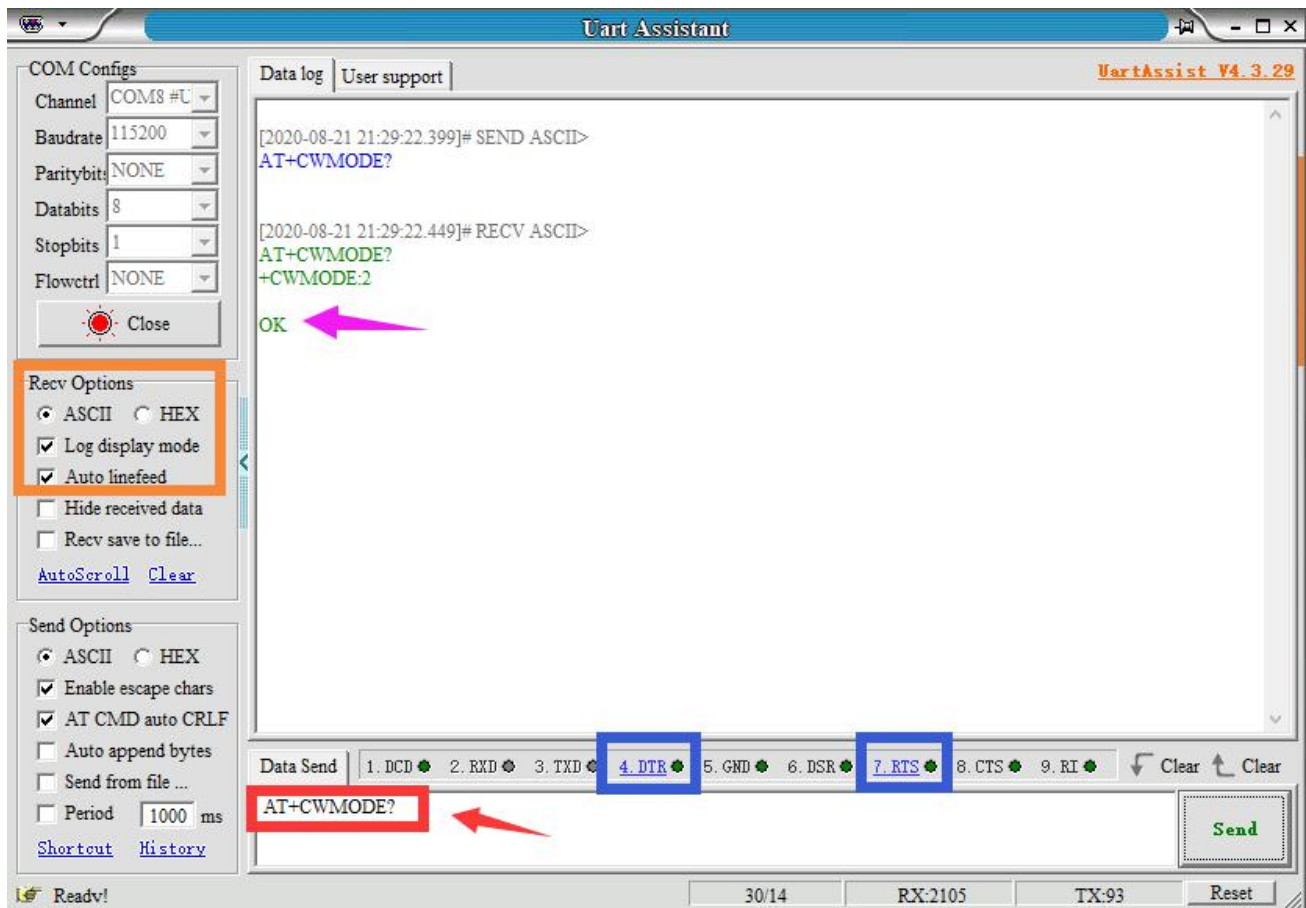 Uart Assistant
COM Configs
Channel COM8 #U
Baudrate 115200
Paritybits NONE
Databits 8
Stopbits 1
Flowctrl NONE
Close
Recv Options
ASCII HEX
Log display mode
Auto linefeed
Hide received data
Recv save to file...
AutoScroll Clear
Send Options
ASCII HEX
Enable escape chars
AT CMD auto CRLF
Auto append bytes
Send from file ...
Period 1000 ms
Shortcut History
Data log User support UartAssist V4.3.29
[2020-08-21 21:29:22.399]# SEND ASCII>
AT+CWMODE?
[2020-08-21 21:29:22.449]# RECV ASCII>
AT+CWMODE?
+CWMODE:2
OK
Data Send 1. DCD 2. RXD 3. TXD 4. DTR 5. GND 6. DSR 7. RTS 8. CTS 9. RI Clear Clear
AT+CWMODE?
Send
Ready! 30/14 RX:2105 TX:93 Reset